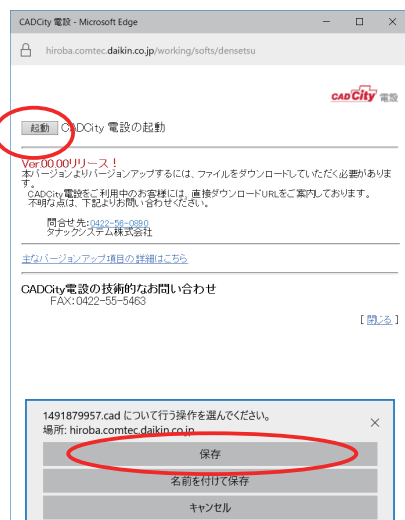 CADCity 電設 - Microsoft Edge
hiroba.comtec.daikin.co.jp/working/softs/densetsu
CADCity 電設
起動 CADCity 電設の起動
Ver.00.00リリース！
本バージョンよりバージョンアップするには、ファイルをダウンロードしていただく必要がありま
す。
CADCity電設をご利用中のお客様には、直接ダウンロードURLをご案内しております。
不明な点は、下記よりお問い合わせください。
問合せ先:0422-56-0890
タナックシステム株式会社
主なバージョンアップ項目の詳細はこちら
CADCity電設の技術的なお問い合わせ
FAX:0422-55-5463
[ 閉じる ]
1491879957.cad について行う操作を選んでください。
場所: hiroba.comtec.daikin.co.jp
保存
名前を付けて保存
キャンセル